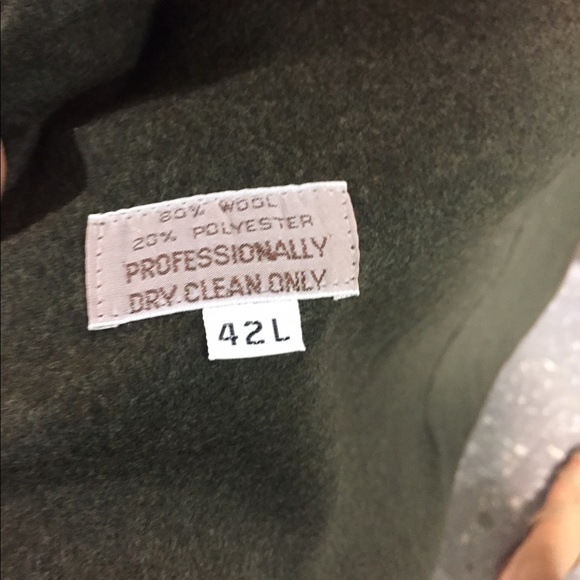 80% WOOL
20% POLYESTER
PROFESSIONALLY
DRY CLEAN ONLY
42L